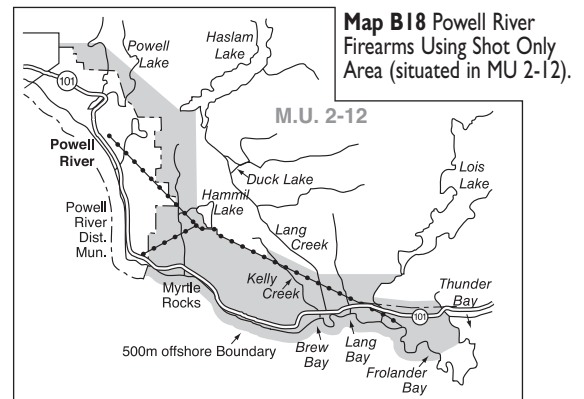 Map B18 Powell River
Firearms Using Shot Only
Area (situated in MU 2-12).
Powell
Lake
Haslam
Lake
101
M.U. 2-12
Powell
River
Duck Lake
Lois
Lake
Hammil
Lake
Powell
River
Dist.
Mun.
Lang
Creek
Kelly
Creek
Myrtle
Rocks
Thunder
Bay
101
500m offshore Boundary
Brew
Bay
Lang
Bay
Frolander
Bay